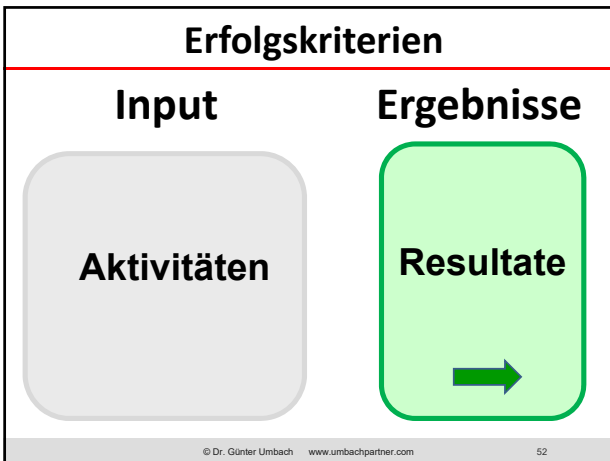 Erfolgskriterien
Input Ergebnisse
Aktivitäten Resultate
© Dr. Günter Umbach www.umbachpartner.com 52